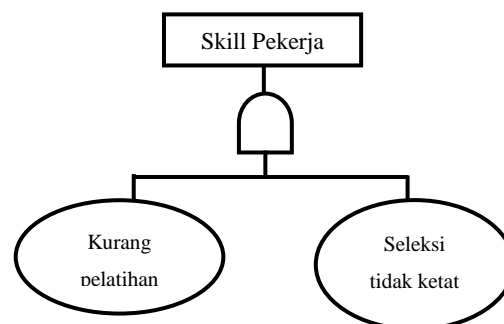 Skill Pekerja
Kurang
pelatihan
Seleksi
tidak ketat